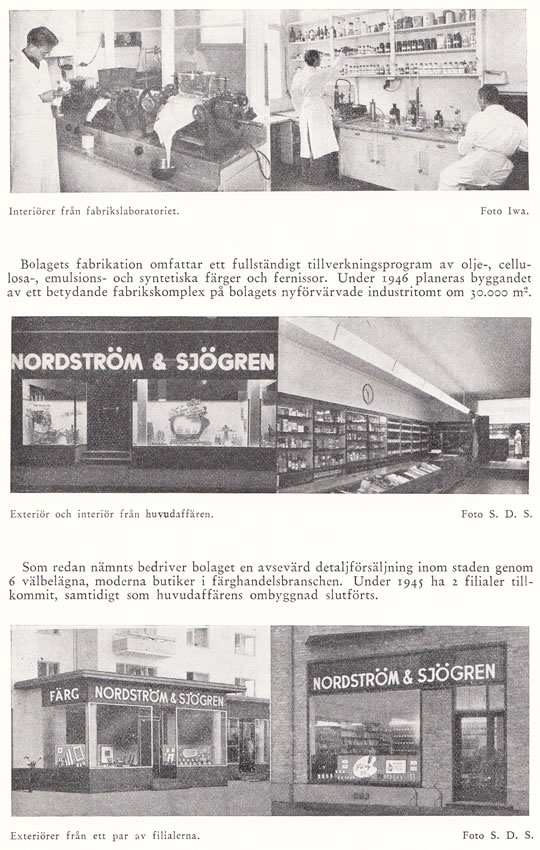 Interiörer från fabrikslaboratoriet. Foto Iwa.
Bolagets fabrikation omfattar ett fullständigt tillverkningsprogram av olje-, cellu-
losa-, emulsions- och syntetiska färger och fernissor. Under 1946 planeras byggandet
av ett betydande fabrikskomplex på bolagets nyförvärvade industritomt om 30.000 m².
NORDSTRÖM & SJÖGREN
Exteriör och interiör från huvudaffären. Foto S. D. S.
Som redan nämnts bedriver bolaget en avsevärd detaljförsäljning inom staden genom
6 välbelägna, moderna butiker i färghandelsbranschen. Under 1945 ha 2 filialer till-
kommit, samtidigt som huvudaffärens ombyggnad slutförts.
FÄRG NORDSTRÖM & SJÖGREN
NORDSTRÖM & SJÖGREN
Exteriörer från ett par av filialerna. Foto S. D. S.